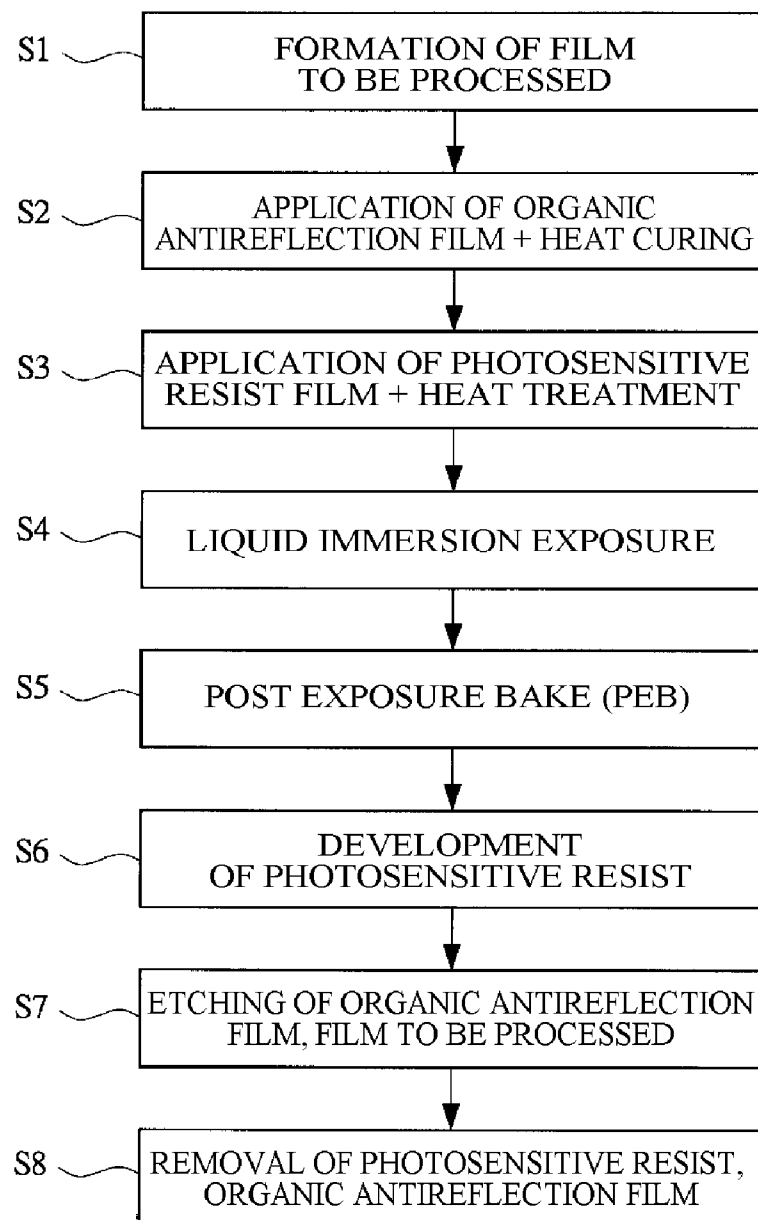 S1
FORMATION OF FILM
TO BE PROCESSED
S2
APPLICATION OF ORGANIC
ANTIREFLECTION FILM + HEAT CURING
S3
APPLICATION OF PHOTOSENSITIVE
RESIST FILM + HEAT TREATMENT
S4
LIQUID IMMERSION EXPOSURE
S5
POST EXPOSURE BAKE (PEB)
S6
DEVELOPMENT
OF PHOTOSENSITIVE RESIST
S7
ETCHING OF ORGANIC ANTIREFLECTION
FILM, FILM TO BE PROCESSED
S8
REMOVAL OF PHOTOSENSITIVE RESIST,
ORGANIC ANTIREFLECTION FILM